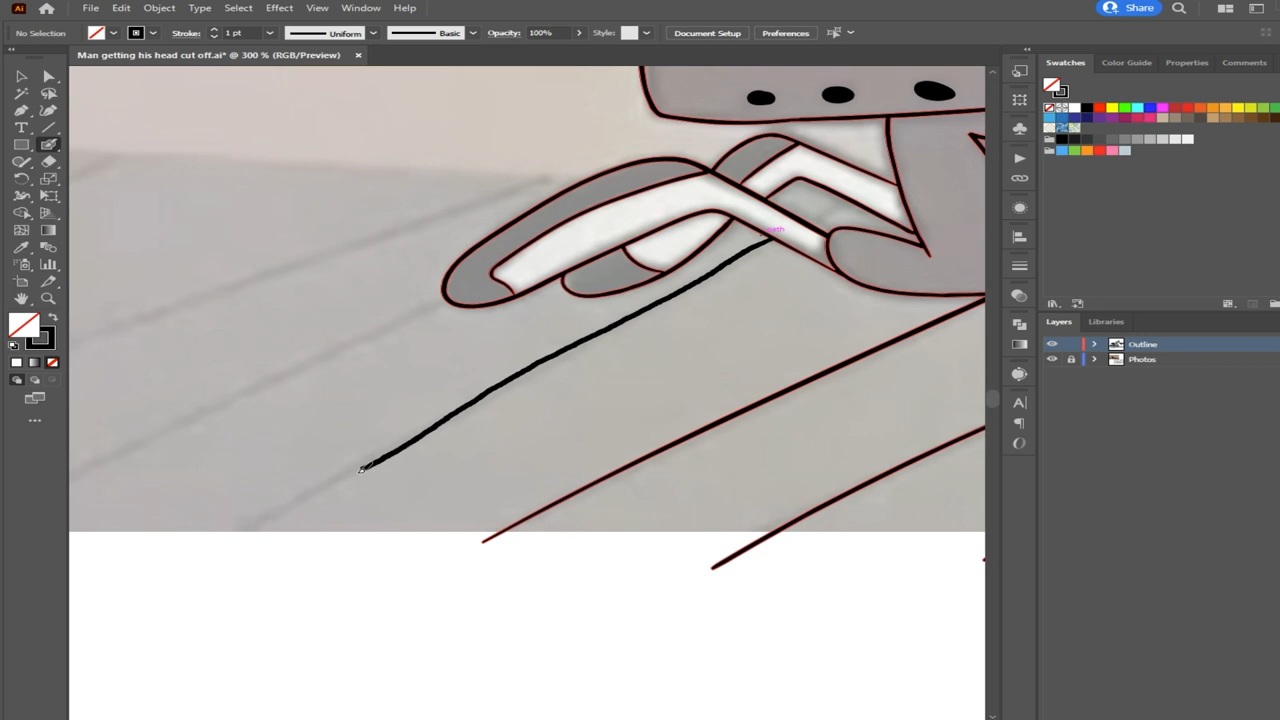 Ai File Edit Object Type Select Effect View Window Help Share
No Selection Stroke: 1 pt Uniform Basic Opacity: 100% Style: Document Setup Preferences
Man getting his head cut off.ai* @ 300 % (RGB/Preview)
Swatches Color Guide Properties Comments
path
Layers Libraries
Outline
Photos